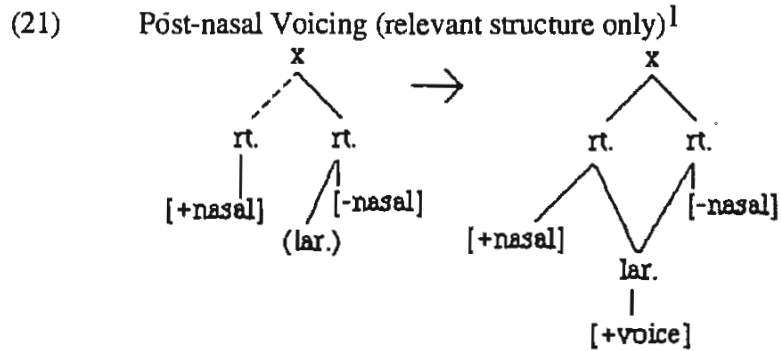 (21) Post-nasal Voicing (relevant structure only)1
x x
rt. rt. rt. rt.
[+nasal] [-nasal] [-nasal]
(lar.) [+nasal]
lar.
[+voice]